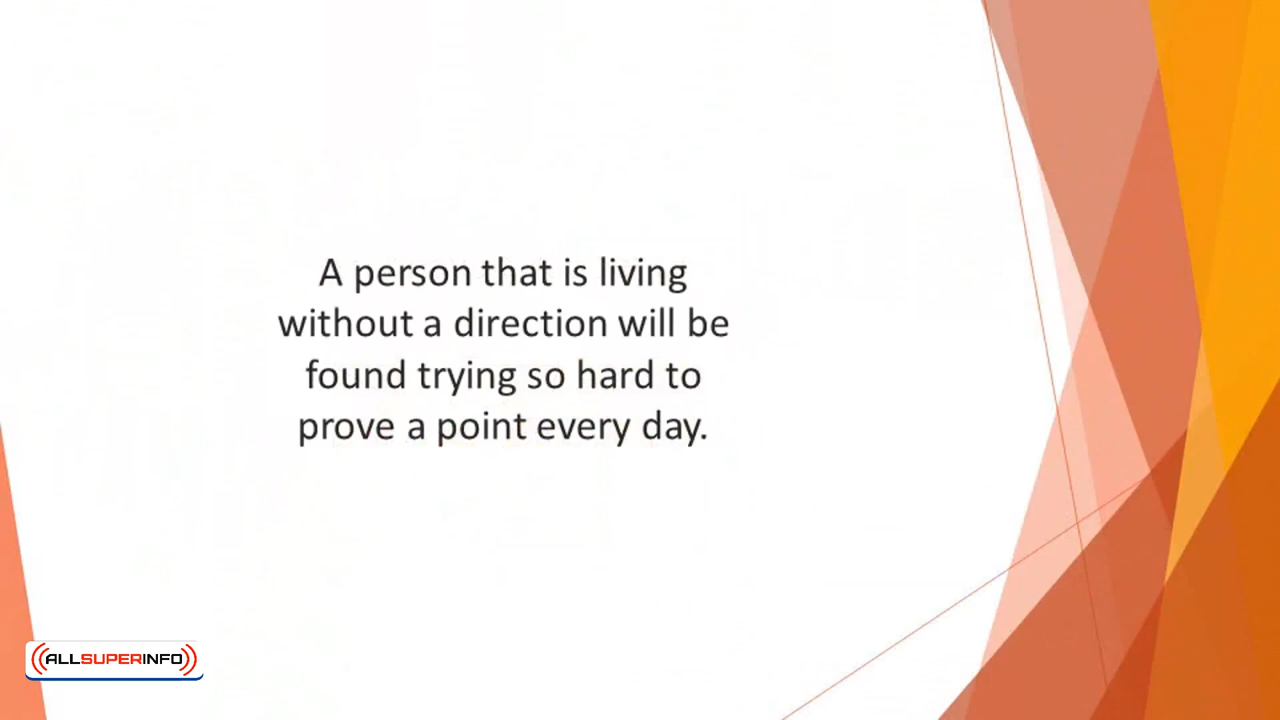 A person that is living
without a direction will be
found trying so hard to
prove a point every day.
ALLSUPERINFO